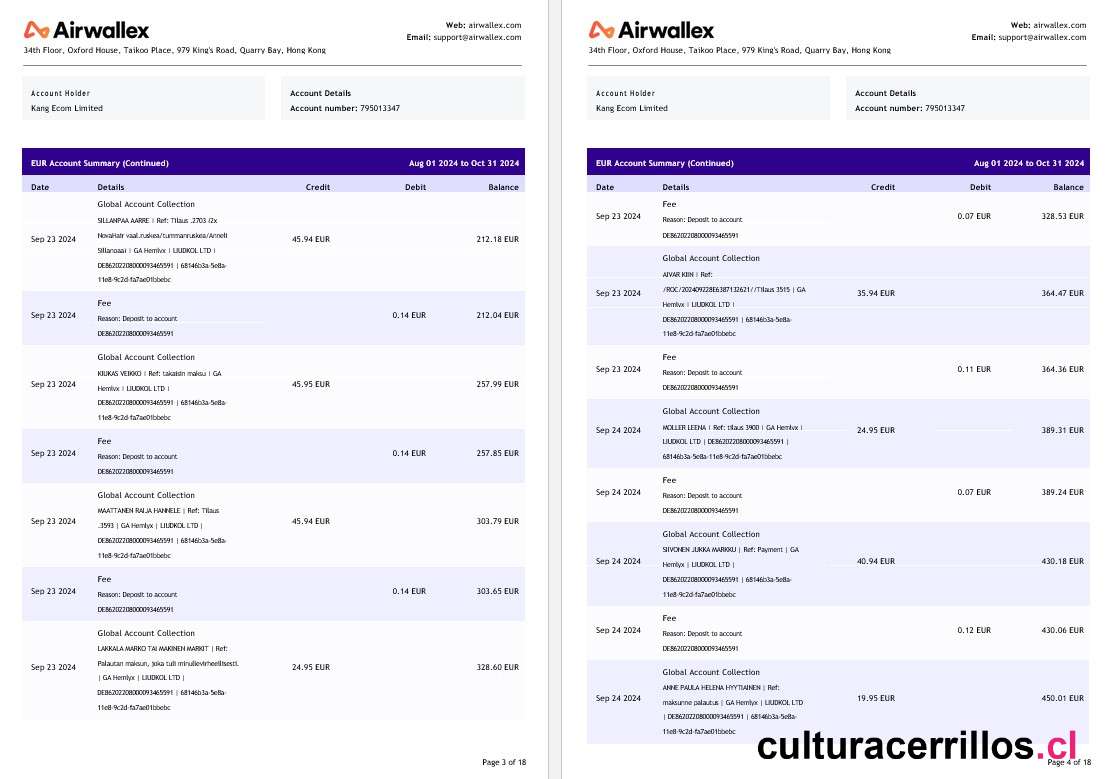 Airwallex
Web: airwallex.com
Email: support@airwallex.com
34th Floor, Oxford House, Taikoo Place, 979 King's Road, Quarry Bay, Hong Kong
Account Holder
Kang Ecom Limited
Account Details
Account number: 795013347
EUR Account Summary (Continued) Aug 01 2024 to Oct 31 2024
Date Details Credit Debit Balance
Global Account Collection
SILLANPAA AARRE | Ref: Tilaus .2703 /2x
NovaHair vaal.ruskea/tummanruskea/Anneli
Sillanpaai | GA Hemlyx | LIUDKOL LTD |
Sep 23 2024 45.94 EUR 212.18 EUR
DE86202208000093465591 | 68146b3a-5e8a-
11e8-9c2d-fa7ae01bbebc
Fee
Sep 23 2024 Reason: Deposit to account 0.14 EUR 212.04 EUR
DE86202208000093465591
Global Account Collection
KIUKAS VEIKKO | Ref: takaisin maksu | GA
Sep 23 2024 Hemlyx | LIUDKOL LTD | 45.95 EUR 257.99 EUR
DE86202208000093465591 | 68146b3a-5e8a-
11e8-9c2d-fa7ae01bbebc
Fee
Sep 23 2024 Reason: Deposit to account 0.14 EUR 257.85 EUR
DE86202208000093465591
Global Account Collection
MAATTANEN RAIJA HANNELE | Ref: Tilaus
Sep 23 2024 .3593 | GA Hemlyx | LIUDKOL LTD | 45.94 EUR 303.79 EUR
DE86202208000093465591 | 68146b3a-5e8a-
11e8-9c2d-fa7ae01bbebc
Fee
Sep 23 2024 Reason: Deposit to account 0.14 EUR 303.65 EUR
DE86202208000093465591
Global Account Collection
LAKKALA MARKO TAI MAKINEN MARKIT | Ref:
Sep 23 2024 Palautan maksun, joka tuli minullevirheellisesti. 24.95 EUR 328.60 EUR
| GA Hemlyx | LIUDKOL LTD |
DE86202208000093465591 | 68146b3a-5e8a-
11e8-9c2d-fa7ae01bbebc
Page 3 of 18
Airwallex
Web: airwallex.com
Email: support@airwallex.com
34th Floor, Oxford House, Taikoo Place, 979 King's Road, Quarry Bay, Hong Kong
Account Holder
Kang Ecom Limited
Account Details
Account number: 795013347
EUR Account Summary (Continued) Aug 01 2024 to Oct 31 2024
Date Details Credit Debit Balance
Fee
Sep 23 2024 Reason: Deposit to account 0.07 EUR 328.53 EUR
DE86202208000093465591
Global Account Collection
AIVAR KIIN | Ref:
Sep 23 2024 /ROC/202409228E6387132621//Tilaus 3515 | GA 35.94 EUR 364.47 EUR
Hemlyx | LIUDKOL LTD |
DE86202208000093465591 | 68146b3a-5e8a-
11e8-9c2d-fa7ae01bbebc
Fee
Sep 23 2024 Reason: Deposit to account 0.11 EUR 364.36 EUR
DE86202208000093465591
Global Account Collection
Sep 24 2024 MOLLER LEENA | Ref: tilaus 3900 | GA Hemlyx | 24.95 EUR 389.31 EUR
LIUDKOL LTD | DE86202208000093465591 |
68146b3a-5e8a-11e8-9c2d-fa7ae01bbebc
Fee
Sep 24 2024 Reason: Deposit to account 0.07 EUR 389.24 EUR
DE86202208000093465591
Global Account Collection
SIIVONEN JUKKA MARKKU | Ref: Payment | GA
Sep 24 2024 Hemlyx | LIUDKOL LTD | 40.94 EUR 430.18 EUR
DE86202208000093465591 | 68146b3a-5e8a-
11e8-9c2d-fa7ae01bbebc
Fee
Sep 24 2024 Reason: Deposit to account 0.12 EUR 430.06 EUR
DE86202208000093465591
Global Account Collection
ANNE PAULA HELENA HYYTIAINEN | Ref:
Sep 24 2024 maksunne palautus | GA Hemlyx | LIUDKOL LTD 19.95 EUR 450.01 EUR
| DE86202208000093465591 | 68146b3a-5e8a-
11e8-9c2d-fa7ae01bbebc
culturacerrillos.cl
Page 4 of 18